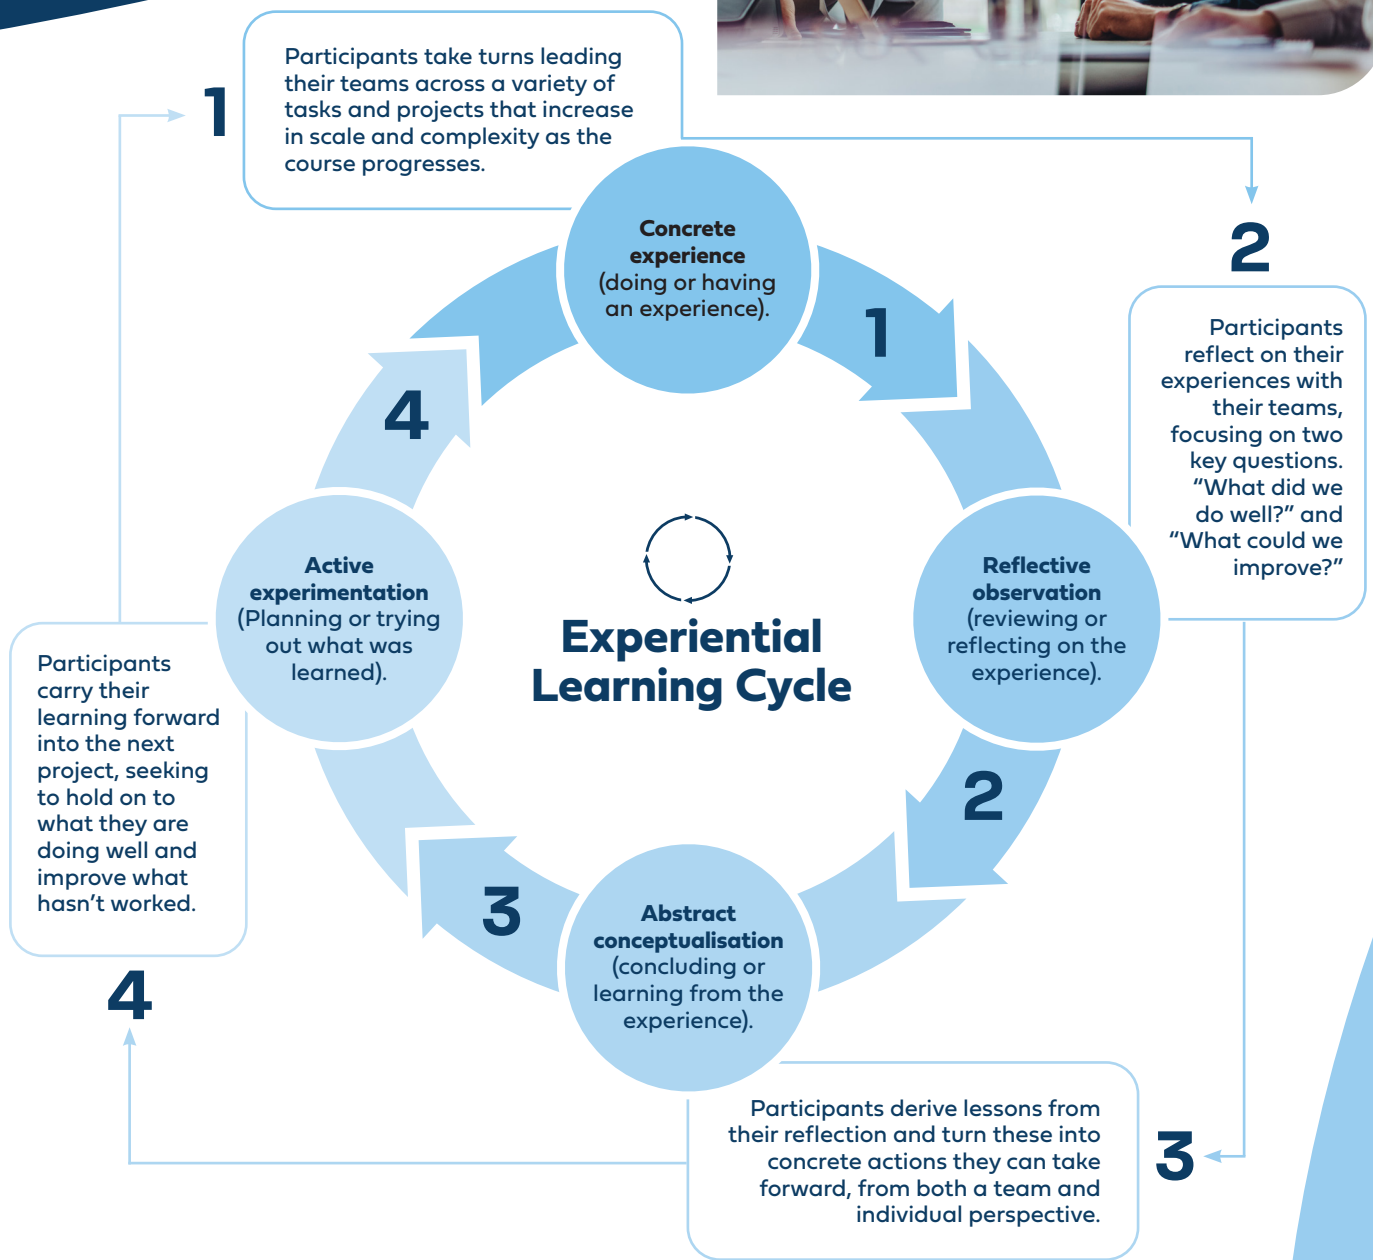 1
Participants take turns leading
their teams across a variety of
tasks and projects that increase
in scale and complexity as the
course progresses.
Concrete
experience
(doing or having
an experience).
1
2
Participants
reflect on their
experiences with
their teams,
focusing on two
key questions.
“What did we
do well?” and
“What could we
improve?”
Reflective
observation
(reviewing or
reflecting on the
experience).
2
Experiential
Learning Cycle
4
Active
experimentation
(Planning or trying
out what was
learned).
Participants
carry their
learning forward
into the next
project, seeking
to hold on to
what they are
doing well and
improve what
hasn’t worked.
4
3
Abstract
conceptualisation
(concluding or
learning from the
experience).
Participants derive lessons from
their reflection and turn these into
concrete actions they can take
forward, from both a team and
individual perspective.
3